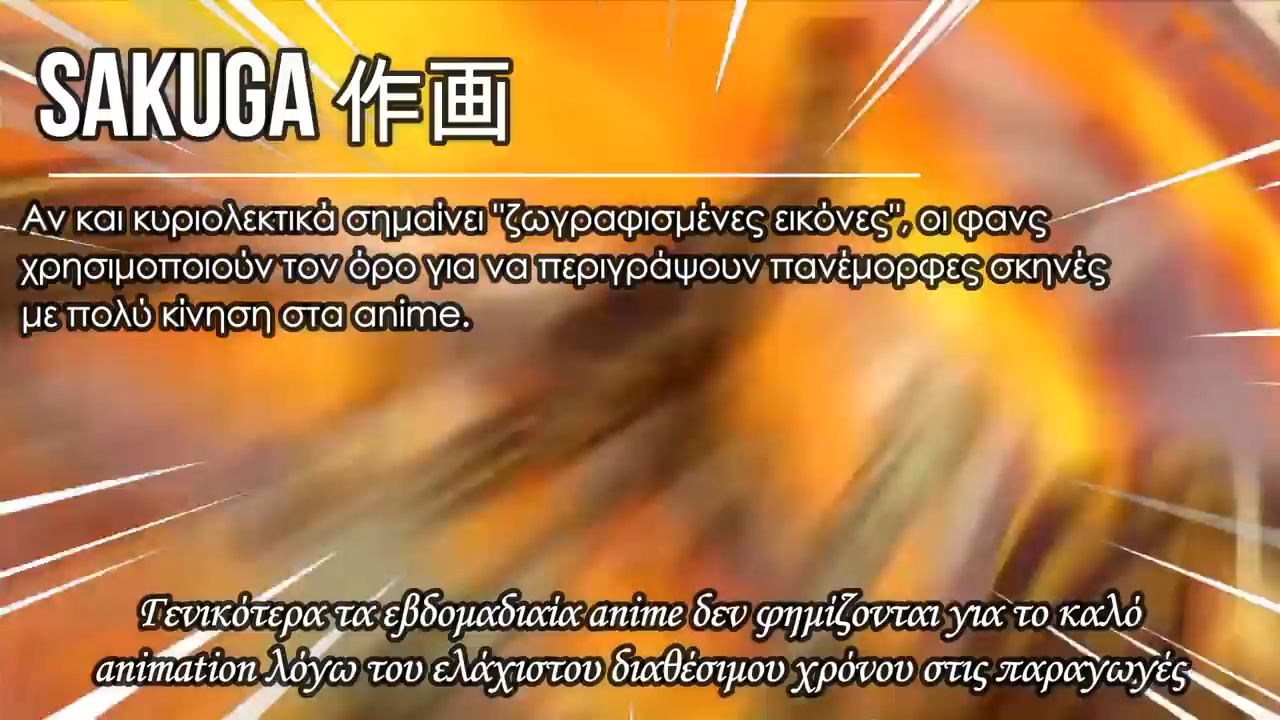 SAKUGA 作画
Αν και κυριολεκτικά σημαίνει "ζωγραφισμένες εικόνες", οι φανς
χρησιμοποιούν τον όρο για να περιγράψουν πανέμορφες σκηνές
με πολύ κίνηση στα anime.
Γενικότερα τα εβδομαδιαία anime δεν φημίζονται για το καλό
animation λόγω του ελάχιστου διαθέσιμου χρόνου στις παραγωγές